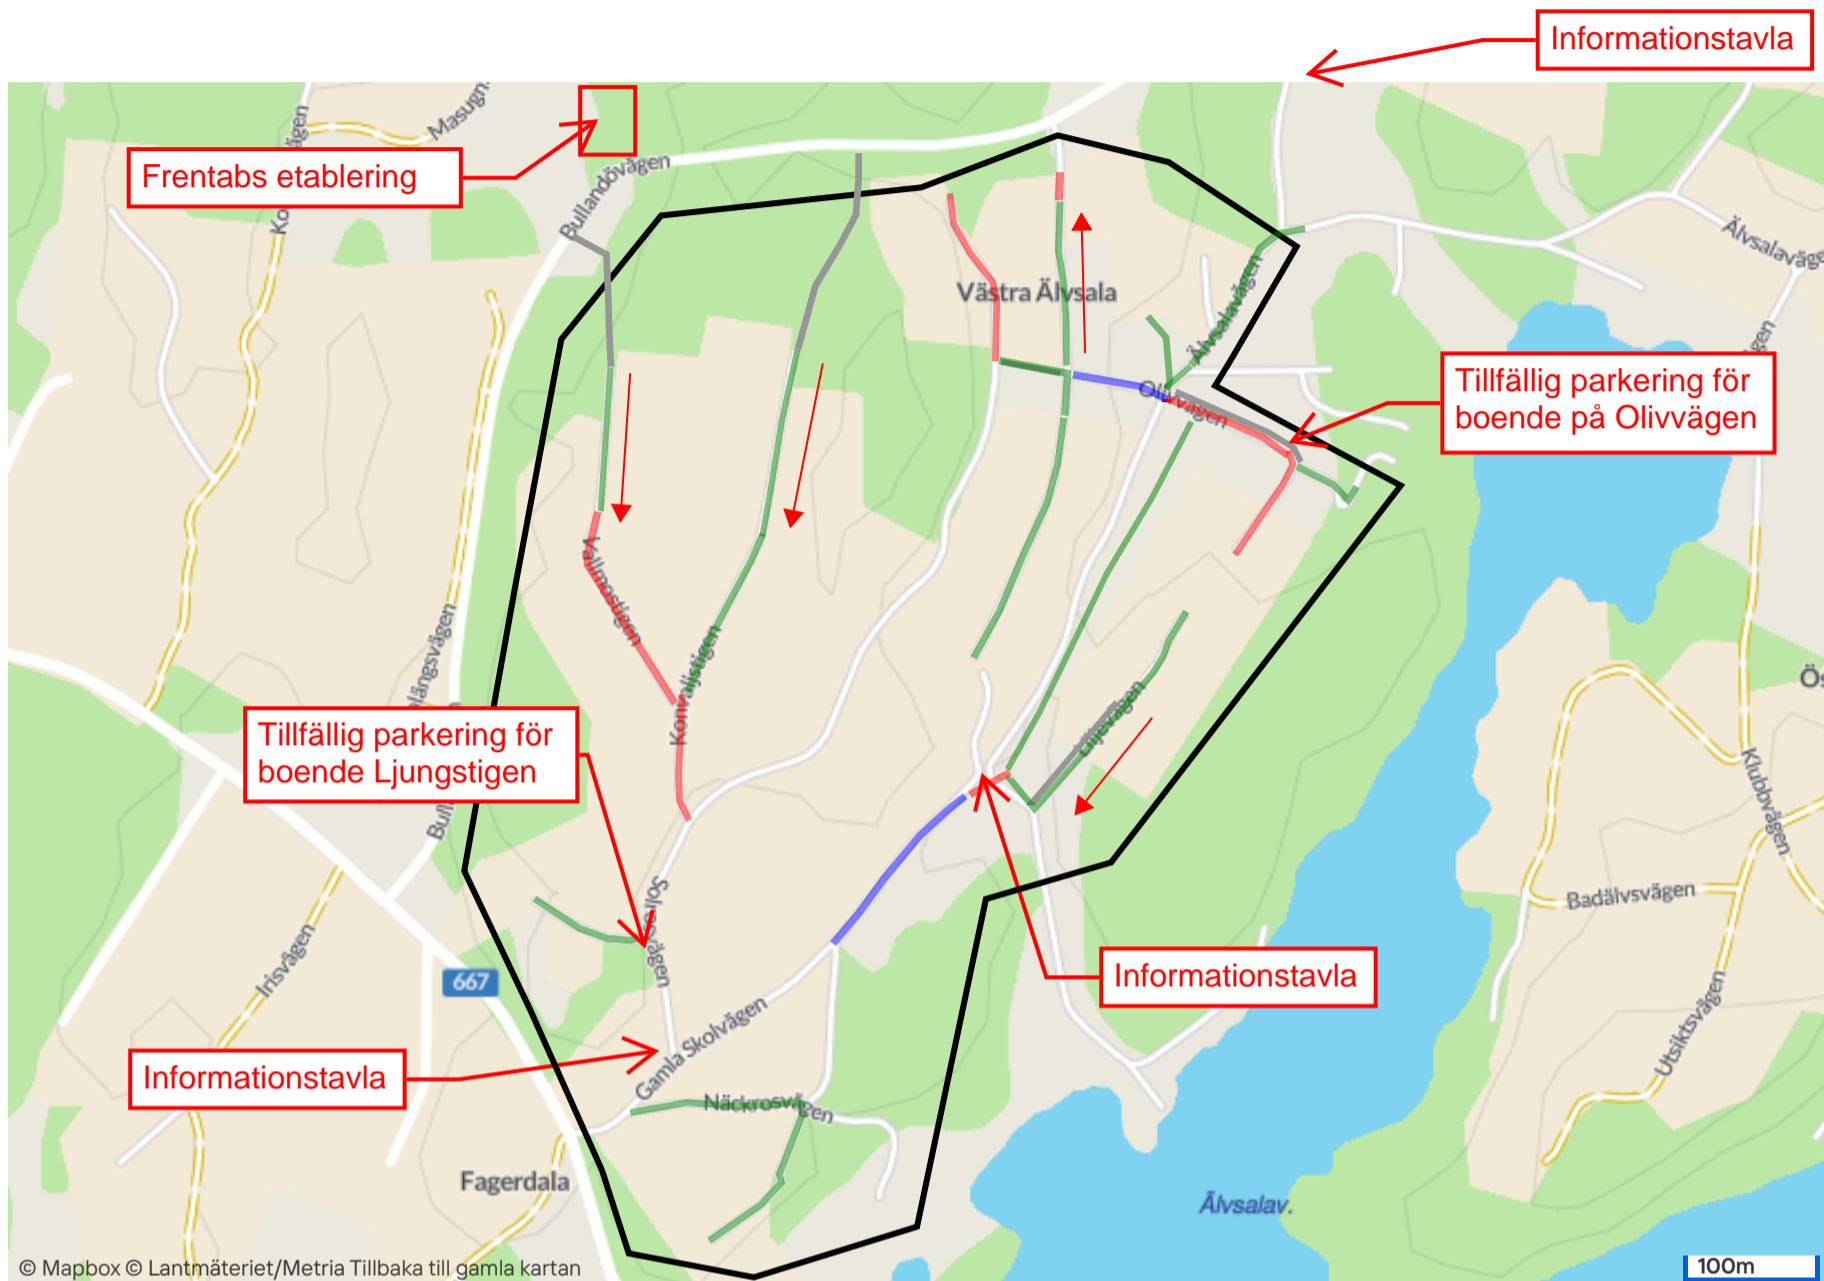 Informationstavla
Masugn
Frentabs etablering
Bullandövägen
Älvsalaväge
Västra Älvsala
Älvsalavägen
Tillfällig parkering för
boende på Olivvägen
Olivvägen
Vallmostigen
Konvaljstigen
Liljevägen
Tillfällig parkering för
boende Ljungstigen
Klubbvägen
Badälvsvägen
Solrosvägen
Irisvägen
667
Informationstavla
Gamla Skolvägen
Utsiktsvägen
Informationstavla
Näckrosvägen
Fagerdala
Älvsalav.
© Mapbox © Lantmäteriet/Metria Tillbaka till gamla kartan
100m